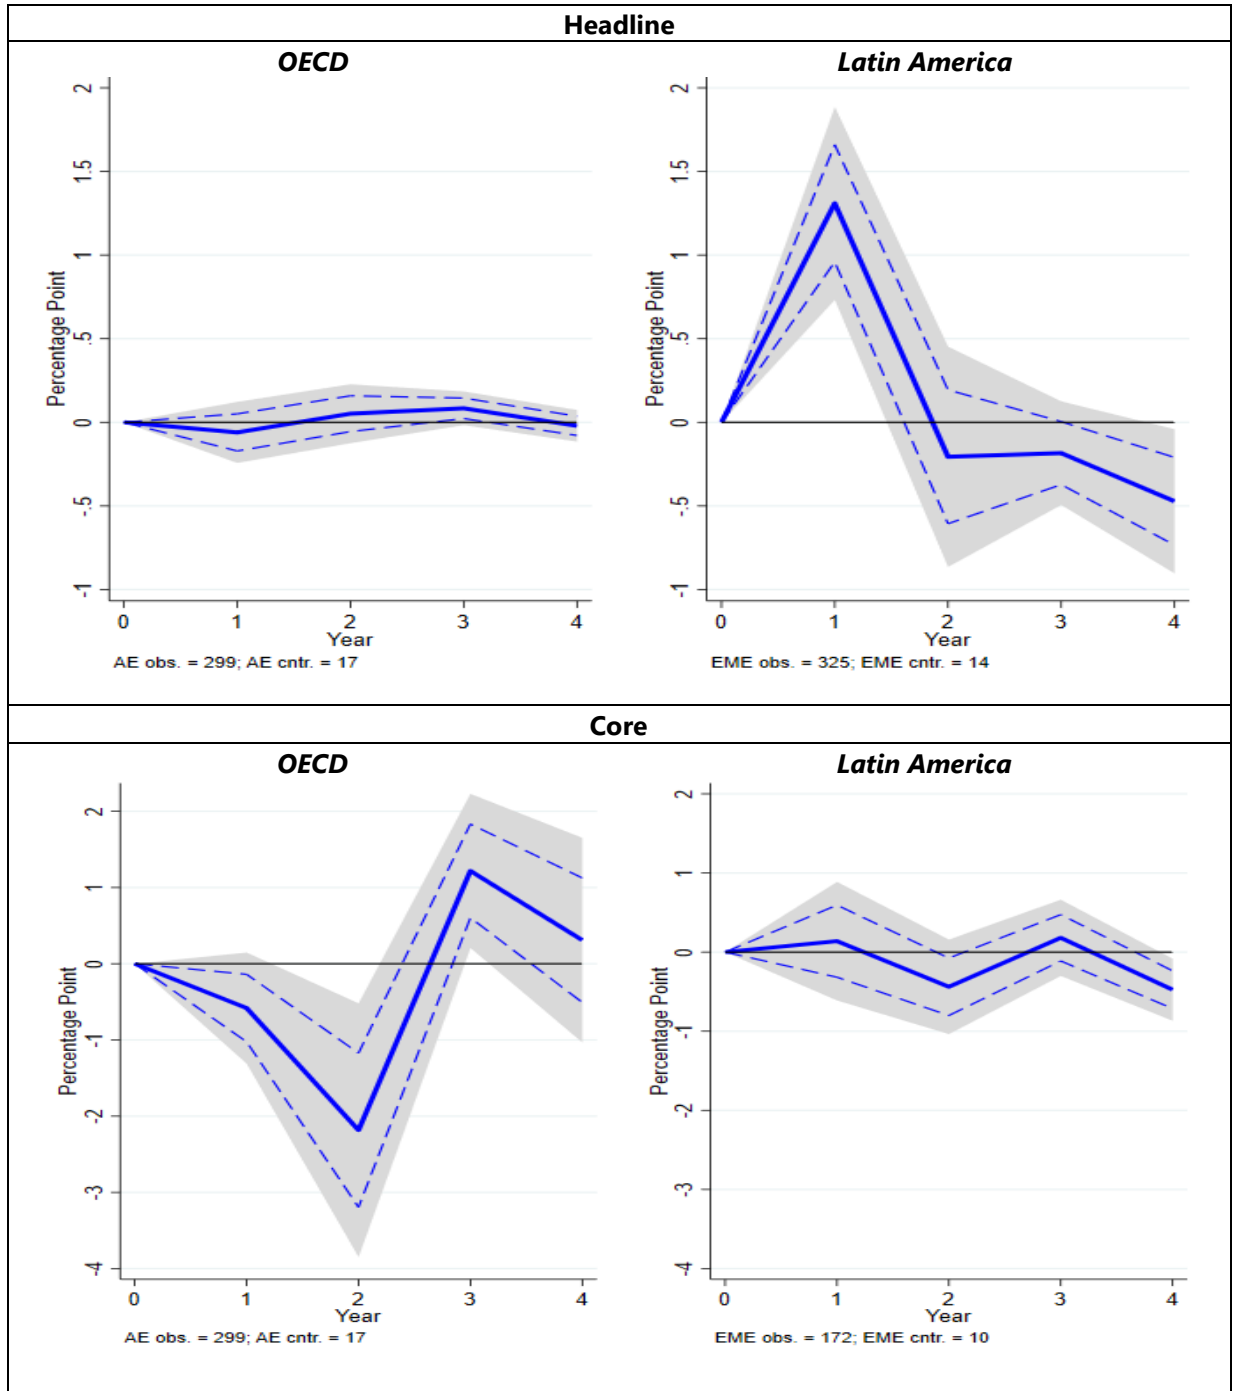 Headline
OECD
Latin America
Percentage Point
2
1.5
1
.5
0
-.5
-1
0 1 2 3 4
Year
AE obs. = 299; AE cntr. = 17
Percentage Point
2
1.5
1
.5
0
-.5
-1
0 1 2 3 4
Year
EME obs. = 325; EME cntr. = 14
Core
OECD
Latin America
Percentage Point
2
1
0
-1
-2
-3
-4
0 1 2 3 4
Year
AE obs. = 299; AE cntr. = 17
Percentage Point
2
1
0
-1
-2
-3
-4
0 1 2 3 4
Year
EME obs. = 172; EME cntr. = 10